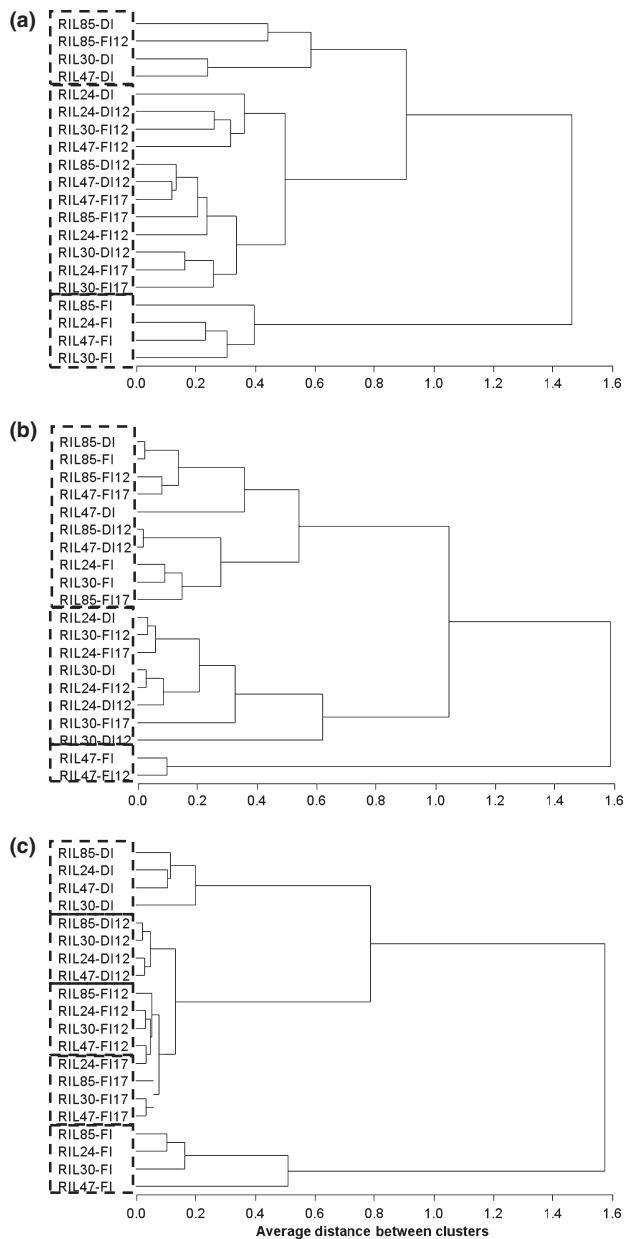 (a)
RIL85-DI
RIL85-FI12
RIL30-DI
RIL47-DI
RIL24-DI
RIL24-DI12
RIL30-FI12
RIL47-FI12
RIL85-DI12
RIL47-DI12
RIL47-FI17
RIL85-FI17
RIL24-FI12
RIL30-DI12
RIL24-FI17
RIL30-FI17
RIL85-FI
RIL24-FI
RIL47-FI
RIL30-FI
0.0 0.2 0.4 0.6 0.8 1.0 1.2 1.4 1.6
(b)
RIL85-DI
RIL85-FI
RIL85-FI12
RIL47-FI17
RIL47-DI
RIL85-DI12
RIL47-DI12
RIL24-FI
RIL30-FI
RIL85-FI17
RIL24-DI
RIL30-FI12
RIL24-FI17
RIL30-DI
RIL24-FI12
RIL24-DI12
RIL30-FI17
RIL30-DI12
RIL47-FI
RIL47-FI12
0.0 0.2 0.4 0.6 0.8 1.0 1.2 1.4 1.6
(c)
RIL85-DI
RIL24-DI
RIL47-DI
RIL30-DI
RIL85-DI12
RIL30-DI12
RIL24-DI12
RIL47-DI12
RIL85-FI12
RIL24-FI12
RIL30-FI12
RIL47-FI12
RIL24-FI17
RIL85-FI17
RIL30-FI17
RIL47-FI17
RIL85-FI
RIL24-FI
RIL30-FI
RIL47-FI
0.0 0.2 0.4 0.6 0.8 1.0 1.2 1.4 1.6
Average distance between clusters